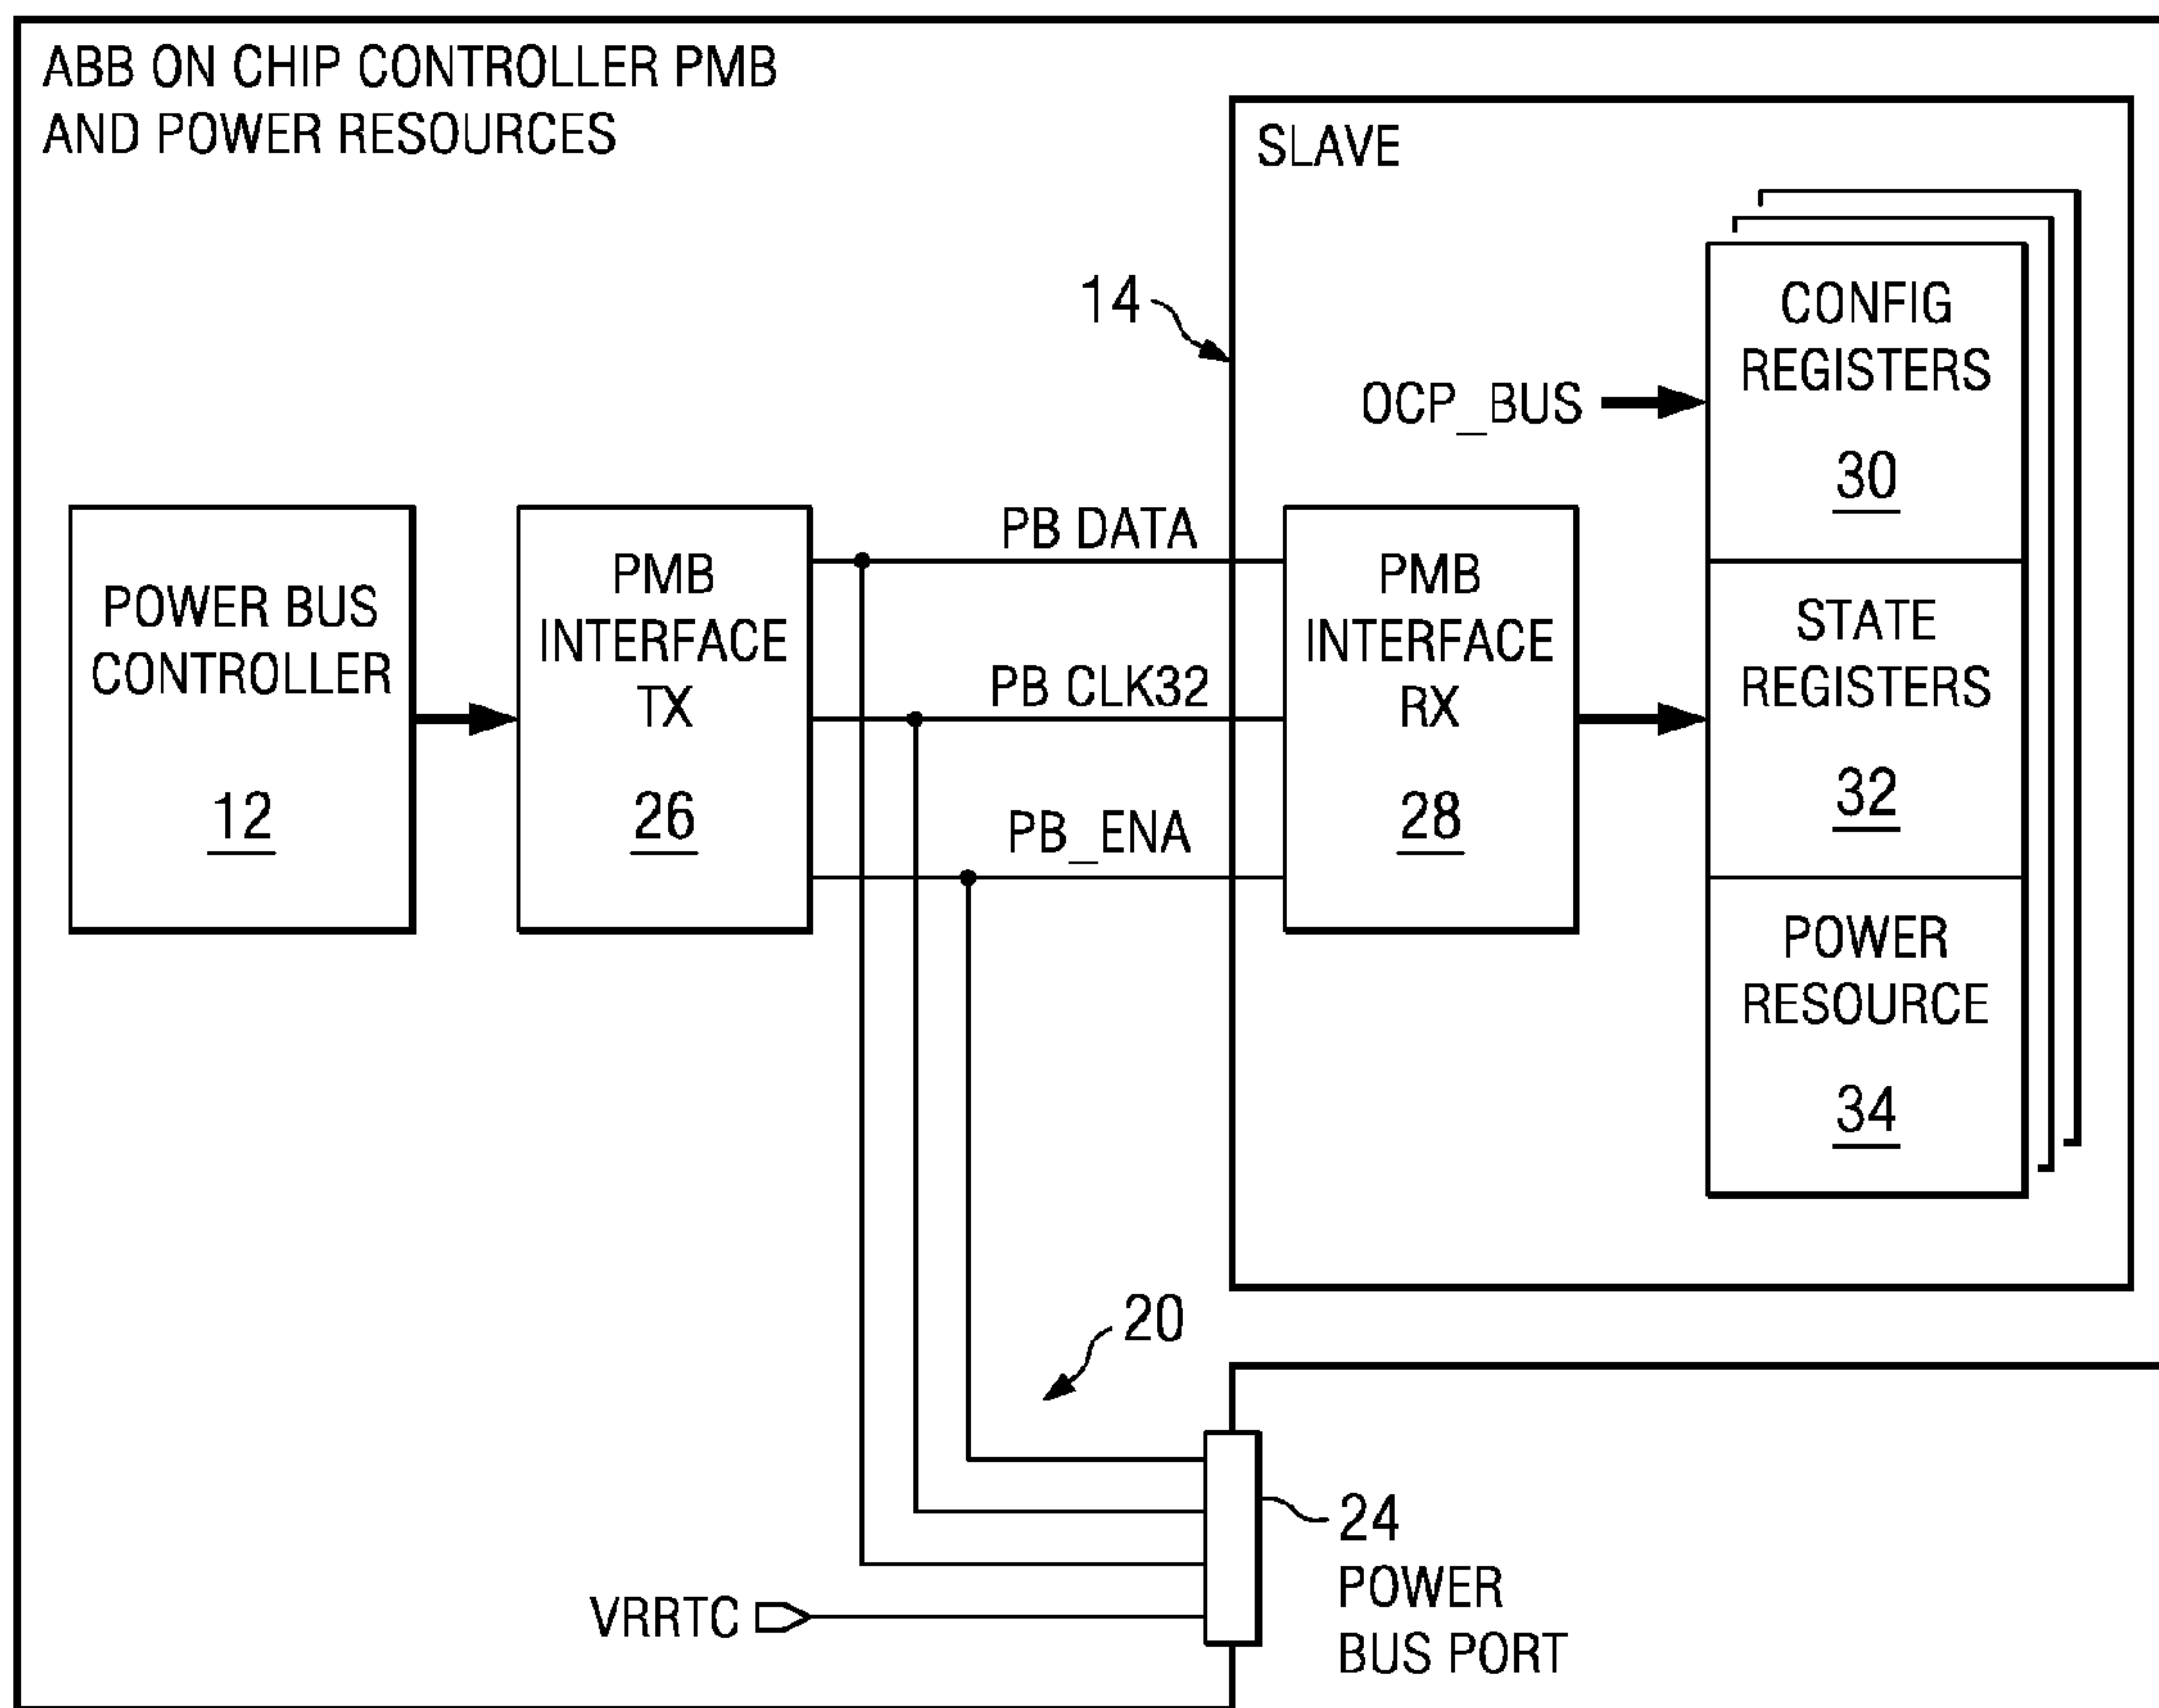 ABB ON CHIP CONTROLLER PMB
AND POWER RESOURCES
SLAVE
14
OCP_BUS
CONFIG
REGISTERS
30
POWER BUS
CONTROLLER
12
PMB
INTERFACE
TX
26
PB DATA
PB CLK32
PB_ENA
PMB
INTERFACE
RX
28
STATE
REGISTERS
32
POWER
RESOURCE
34
20
24
POWER
BUS PORT
VRRTC